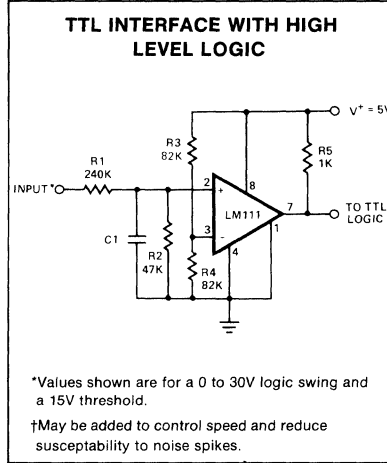 TTL INTERFACE WITH HIGH
LEVEL LOGIC
V+ = 5V
R3
82K
R5
1K
R1
240K
INPUT*
2
+
8
LM111
7
TO TTL
LOGIC
C1
R2
47K
3
-
4
1
R4
82K
*Values shown are for a 0 to 30V logic swing and
a 15V threshold.
†May be added to control speed and reduce
susceptability to noise spikes.